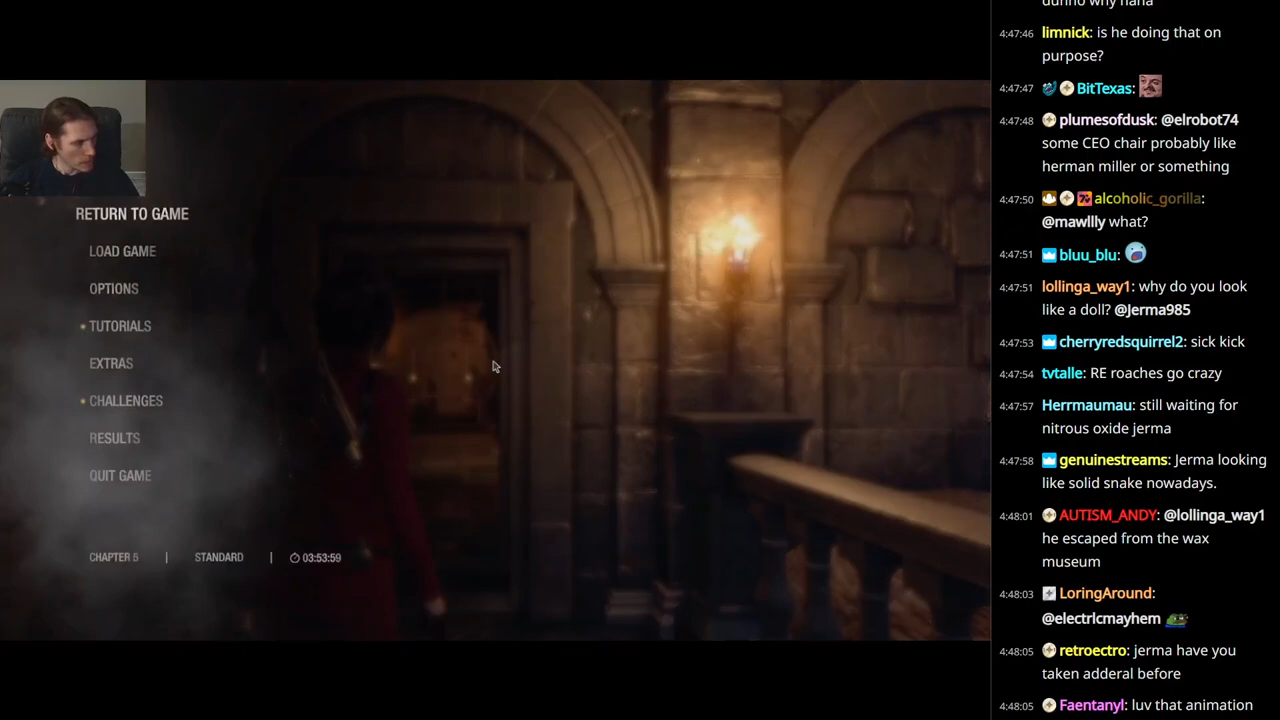 RETURN TO GAME
LOAD GAME
OPTIONS
TUTORIALS
EXTRAS
CHALLENGES
RESULTS
QUIT GAME
CHAPTER 5 | STANDARD | 03:53:59
dunno why haha
4:47:46 limnick: is he doing that on
purpose?
4:47:47 BitTexas:
4:47:48 plumesofdusk: @elrobot74
some CEO chair probably like
herman miller or something
4:47:50 alcoholic_gorilla:
@mawllly what?
4:47:51 bluu_blu:
4:47:51 lollinga_way1: why do you look
like a doll? @Jerma985
4:47:53 cherryredsquirrel2: sick kick
4:47:54 tvtalle: RE roaches go crazy
4:47:57 Herrmaumau: still waiting for
nitrous oxide jerma
4:47:58 genuinestreams: Jerma looking
like solid snake nowadays.
4:48:01 AUTISM_ANDY: @lollinga_way1
he escaped from the wax
museum
4:48:03 LoringAround:
@electrlcmayhem
4:48:05 retroectro: jerma have you
taken adderal before
4:48:05 Faentanyl: luv that animation